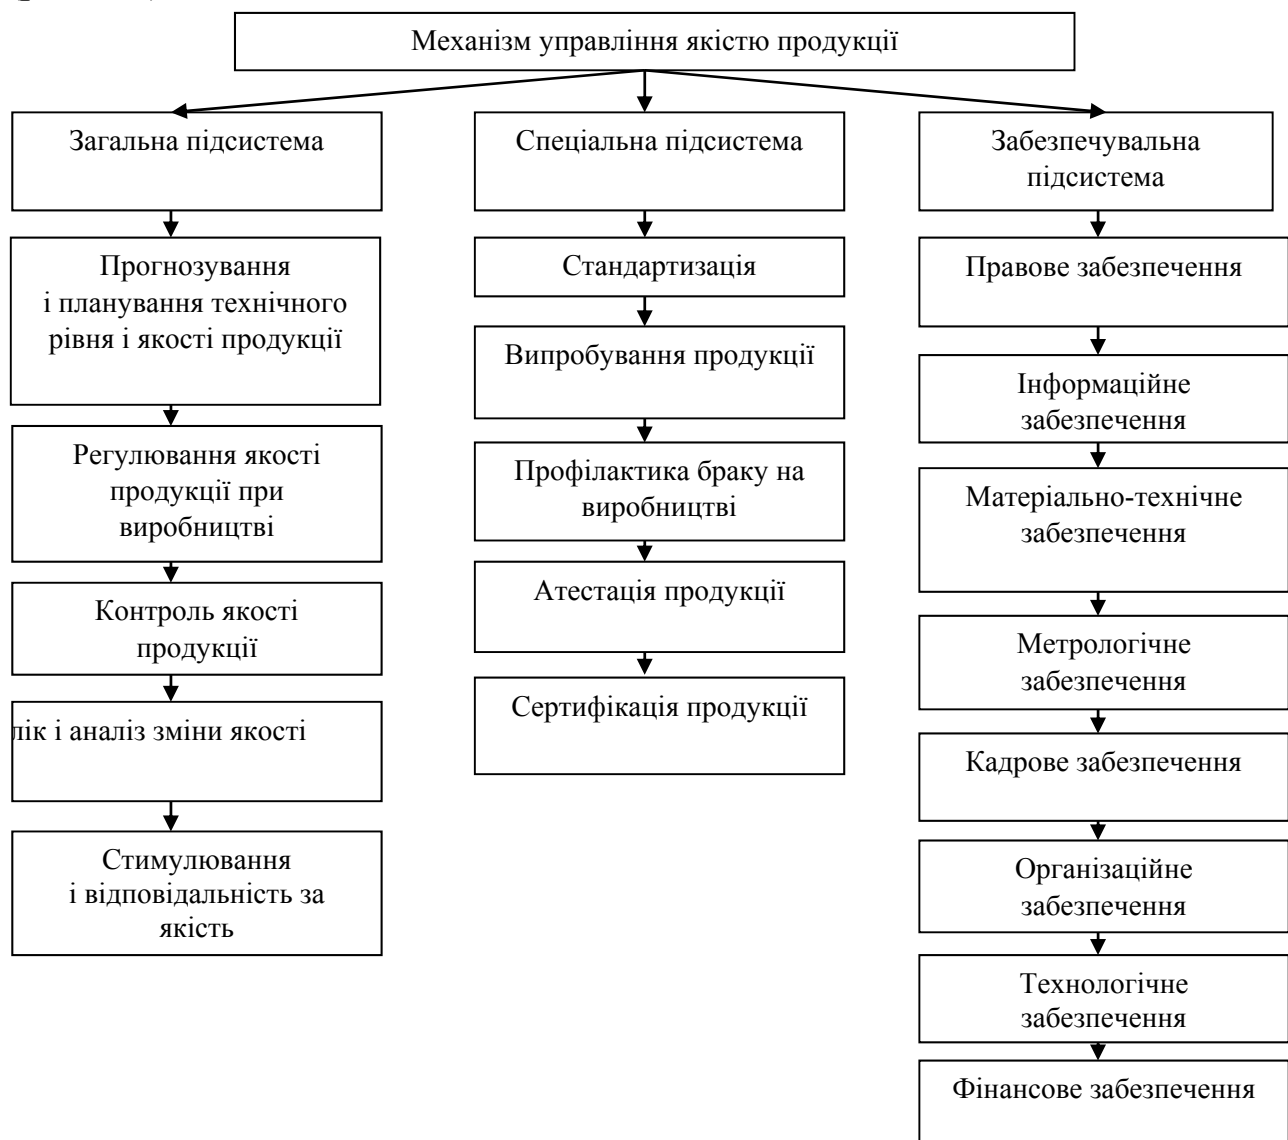 Механізм управління якістю продукції
Загальна підсистема
Прогнозування
і планування технічного
рівня і якості продукції
Регулювання якості
продукції при
виробництві
Контроль якості
продукції
лік і аналіз зміни якості
Стимулювання
і відповідальність за
якість
Спеціальна підсистема
Стандартизація
Випробування продукції
Профілактика браку на
виробництві
Атестація продукції
Сертифікація продукції
Забезпечувальна
підсистема
Правове забезпечення
Інформаційне
забезпечення
Матеріально-технічне
забезпечення
Метрологічне
забезпечення
Кадрове забезпечення
Організаційне
забезпечення
Технологічне
забезпечення
Фінансове забезпечення